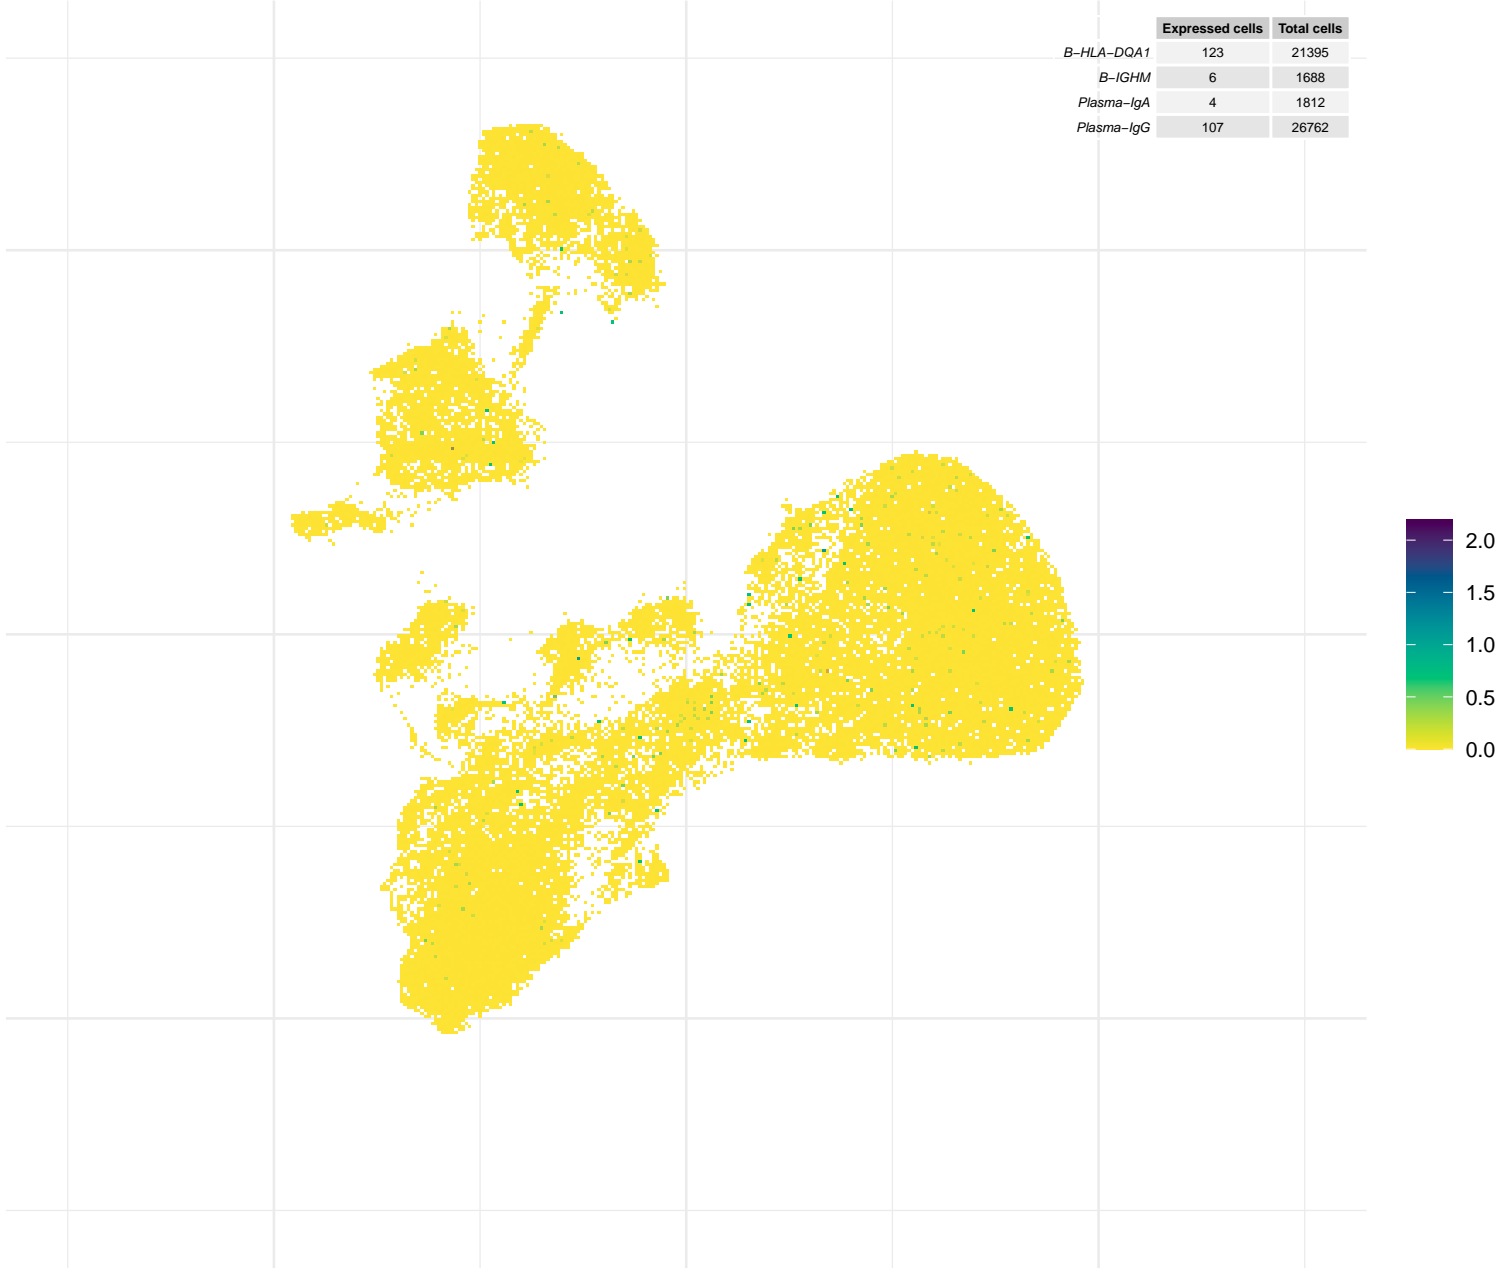 Expressed cells Total cells
B−HLA−DQA1 123 21395
B−IGHM 6 1688
Plasma−IgA 4 1812
Plasma−IgG 107 26762
2.0
1.5
1.0
0.5
0.0